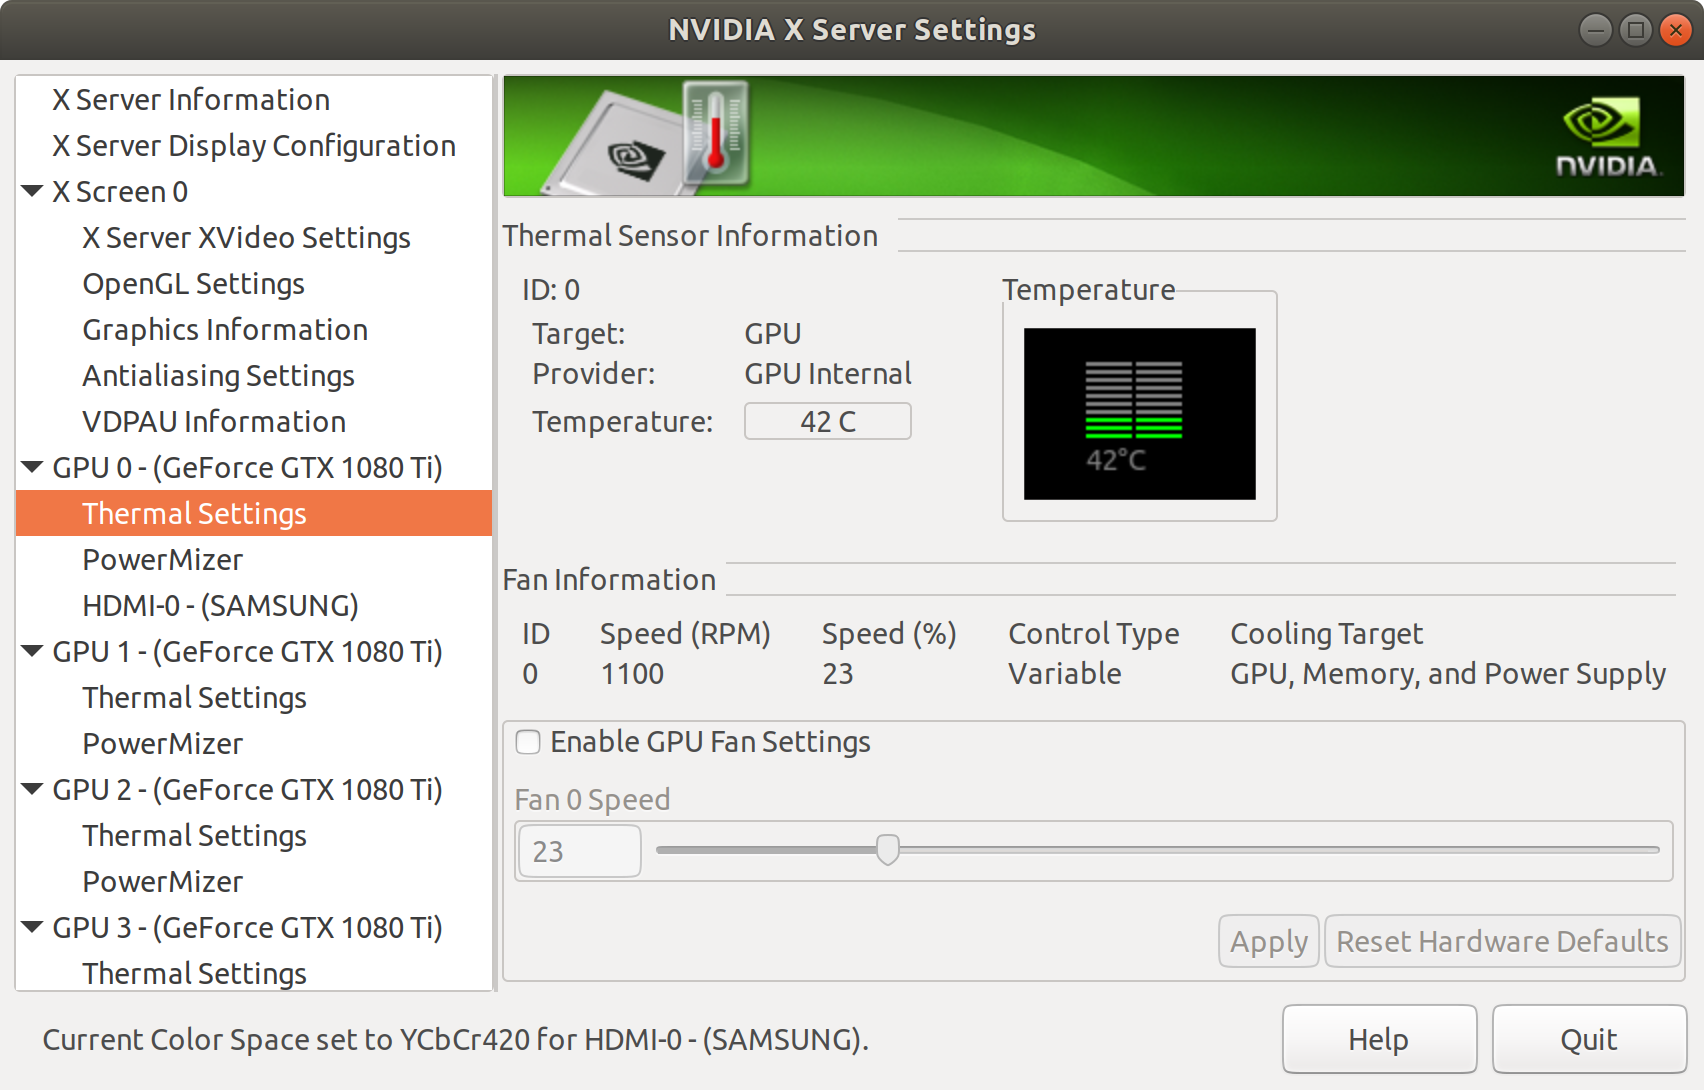 NVIDIA X Server Settings
X Server Information
X Server Display Configuration
X Screen 0
X Server XVideo Settings
OpenGL Settings
Graphics Information
Antialiasing Settings
VDPAU Information
GPU 0 - (GeForce GTX 1080 Ti)
Thermal Settings
PowerMizer
HDMI-0 - (SAMSUNG)
GPU 1 - (GeForce GTX 1080 Ti)
Thermal Settings
PowerMizer
GPU 2 - (GeForce GTX 1080 Ti)
Thermal Settings
PowerMizer
GPU 3 - (GeForce GTX 1080 Ti)
Thermal Settings
NVIDIA.
Thermal Sensor Information
ID: 0
Target: GPU
Provider: GPU Internal
Temperature: 42 C
Temperature
42°C
Fan Information
ID Speed (RPM) Speed (%) Control Type Cooling Target
0 1100 23 Variable GPU, Memory, and Power Supply
Enable GPU Fan Settings
Fan 0 Speed
23
Apply Reset Hardware Defaults
Current Color Space set to YCbCr420 for HDMI-0 - (SAMSUNG).
Help Quit